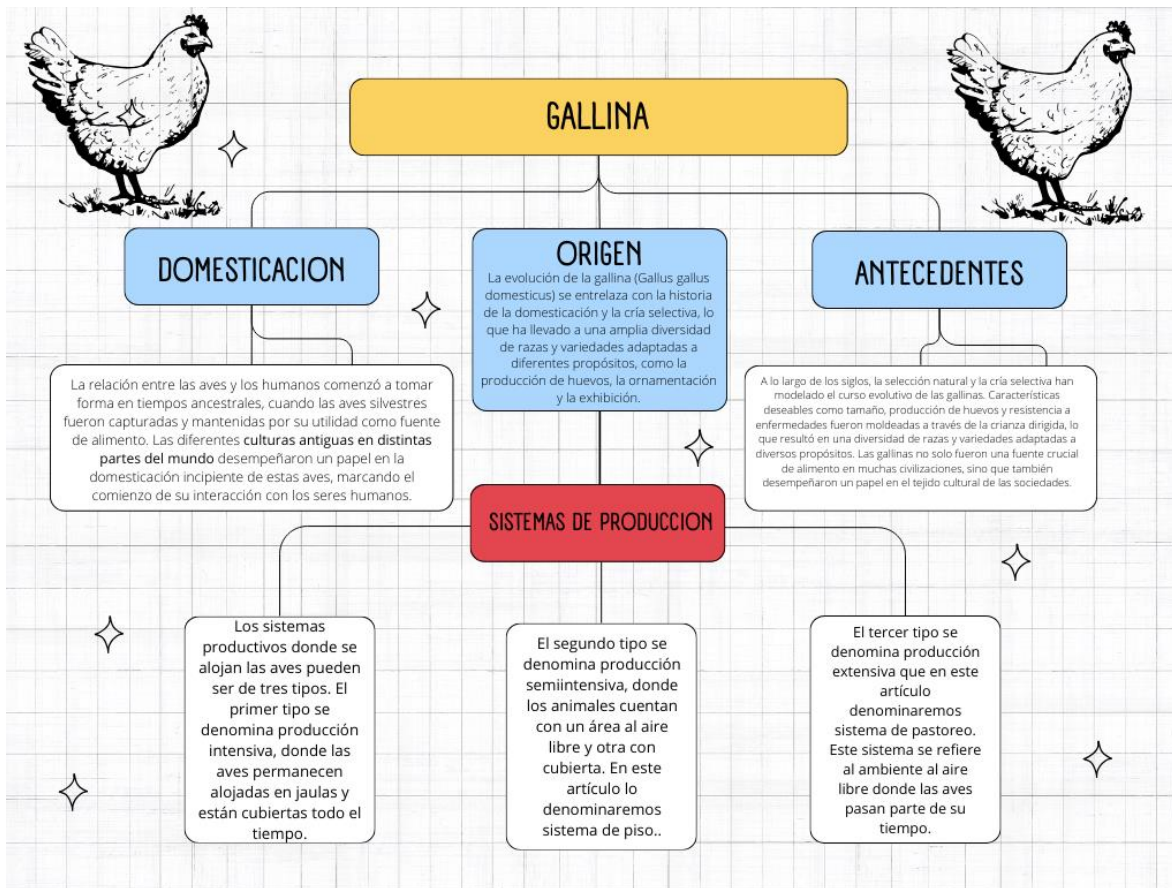 GALLINA
DOMESTICACION
La relación entre las aves y los humanos comenzó a tomar
forma en tiempos ancestrales, cuando las aves silvestres
fueron capturadas y mantenidas por su utilidad como fuente
de alimento. Las diferentes culturas antiguas en distintas
partes del mundo desempeñaron un papel en la
domesticación incipiente de estas aves, marcando el
comienzo de su interacción con los seres humanos.
ORIGEN
La evolución de la gallina (Gallus gallus
domesticus) se entrelaza con la historia
de la domesticación y la cría selectiva, lo
que ha llevado a una amplia diversidad
de razas y variedades adaptadas a
diferentes propósitos, como la
producción de huevos, la ornamentación
y la exhibición.
ANTECEDENTES
A lo largo de los siglos, la selección natural y la cría selectiva han
modelado el curso evolutivo de las gallinas. Características
deseables como tamaño, producción de huevos y resistencia a
enfermedades fueron moldeadas a través de la crianza dirigida, lo
que resultó en una diversidad de razas y variedades adaptadas a
diversos propósitos. Las gallinas no solo fueron una fuente crucial
de alimento en muchas civilizaciones, sino que también
desempeñaron un papel en el tejido cultural de las sociedades.
SISTEMAS DE PRODUCCION
Los sistemas
productivos donde se
alojan las aves pueden
ser de tres tipos. El
primer tipo se
denomina producción
intensiva, donde las
aves permanecen
alojadas en jaulas y
están cubiertas todo el
tiempo.
El segundo tipo se
denomina producción
semiintensiva, donde
los animales cuentan
con un área al aire
libre y otra con
cubierta. En este
artículo lo
denominaremos
sistema de piso..
El tercer tipo se
denomina producción
extensiva que en este
artículo
denominaremos
sistema de pastoreo.
Este sistema se refiere
al ambiente al aire
libre donde las aves
pasan parte de su
tiempo.